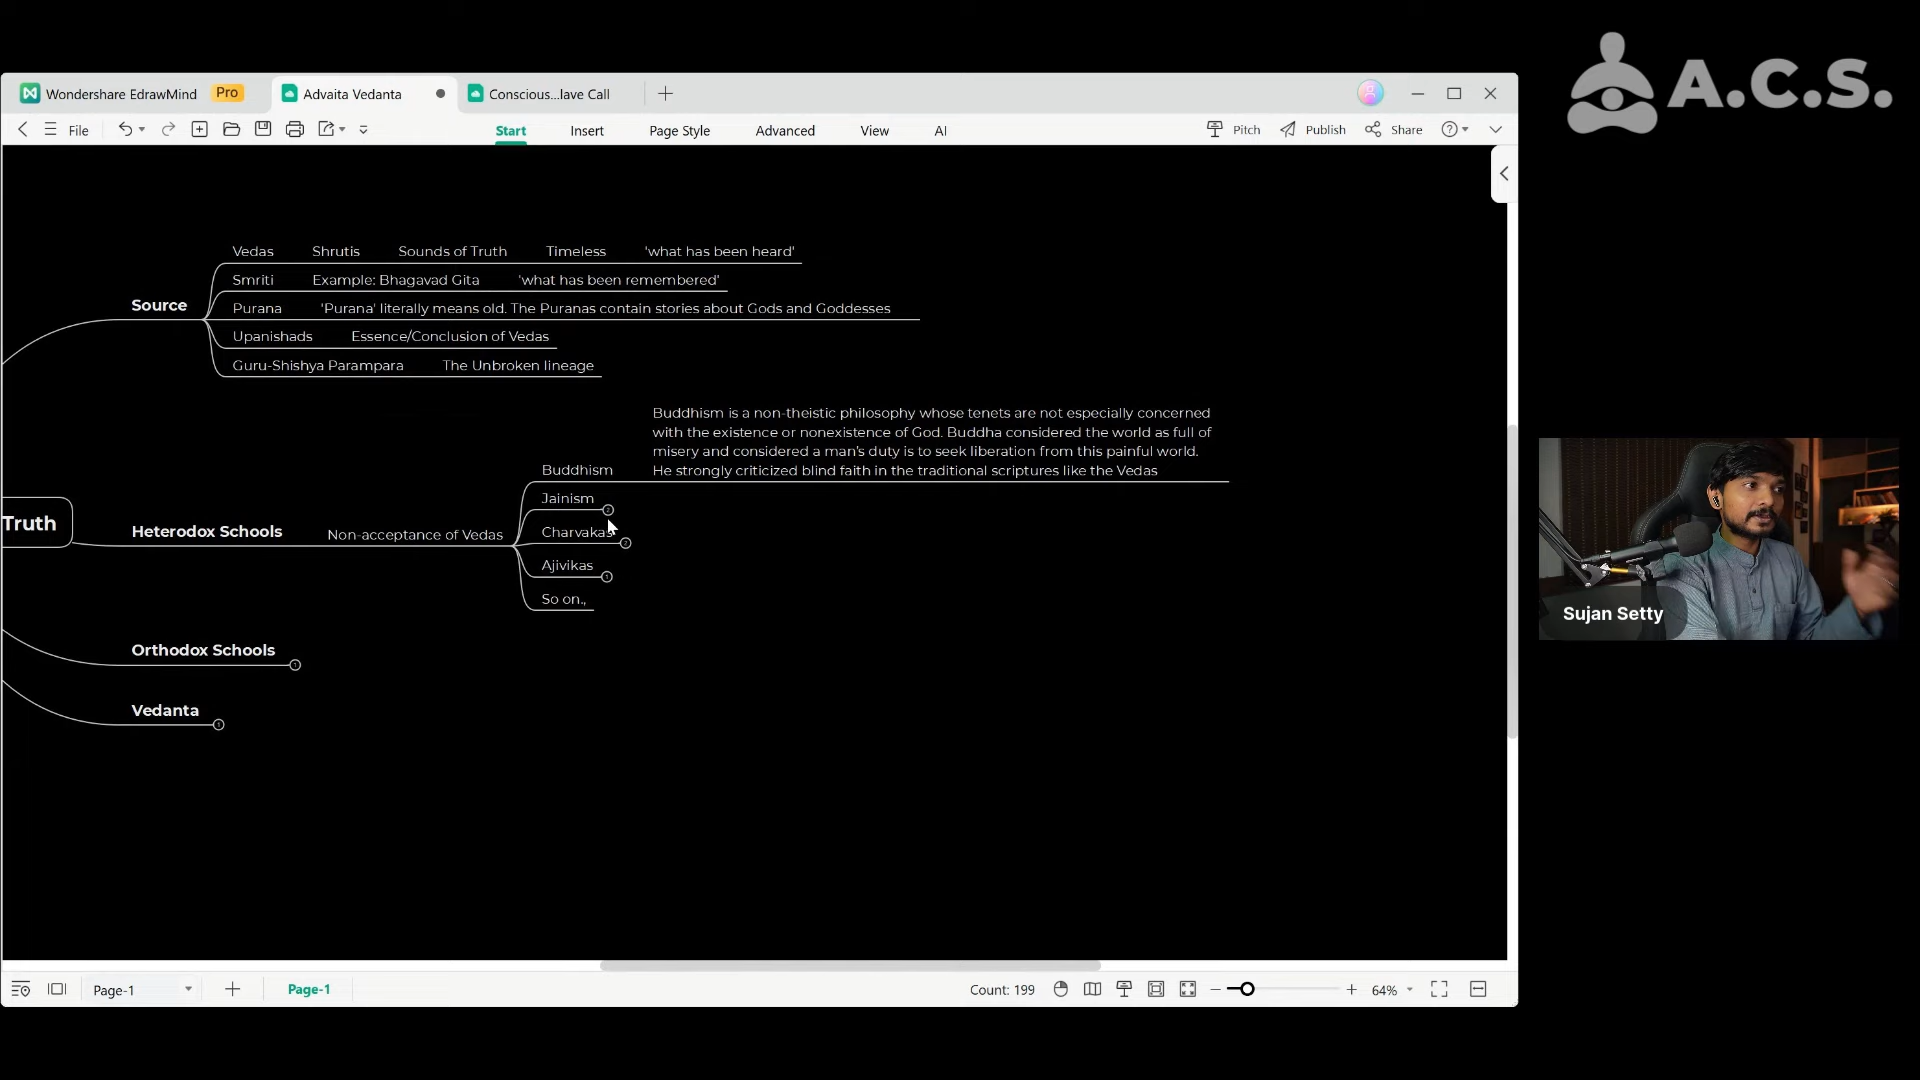 A.C.S.
Wondershare EdrawMind Pro
Advaita Vedanta
Conscious...lave Call
File
Start Insert Page Style Advanced View AI
Pitch Publish Share
Vedas Shrutis Sounds of Truth Timeless 'what has been heard'
Smriti Example: Bhagavad Gita 'what has been remembered'
Source
Purana 'Purana' literally means old. The Puranas contain stories about Gods and Goddesses
Upanishads Essence/Conclusion of Vedas
Guru-Shishya Parampara The Unbroken lineage
Buddhism is a non-theistic philosophy whose tenets are not especially concerned
with the existence or nonexistence of God. Buddha considered the world as full of
misery and considered a man's duty is to seek liberation from this painful world.
Buddhism He strongly criticized blind faith in the traditional scriptures like the Vedas
Jainism 2
Truth
Heterodox Schools Non-acceptance of Vedas
Charvakas 2
Ajivikas 1
So on.,
Orthodox Schools 1
Vedanta 1
Sujan Setty
Page-1
Page-1
Count: 199
64%